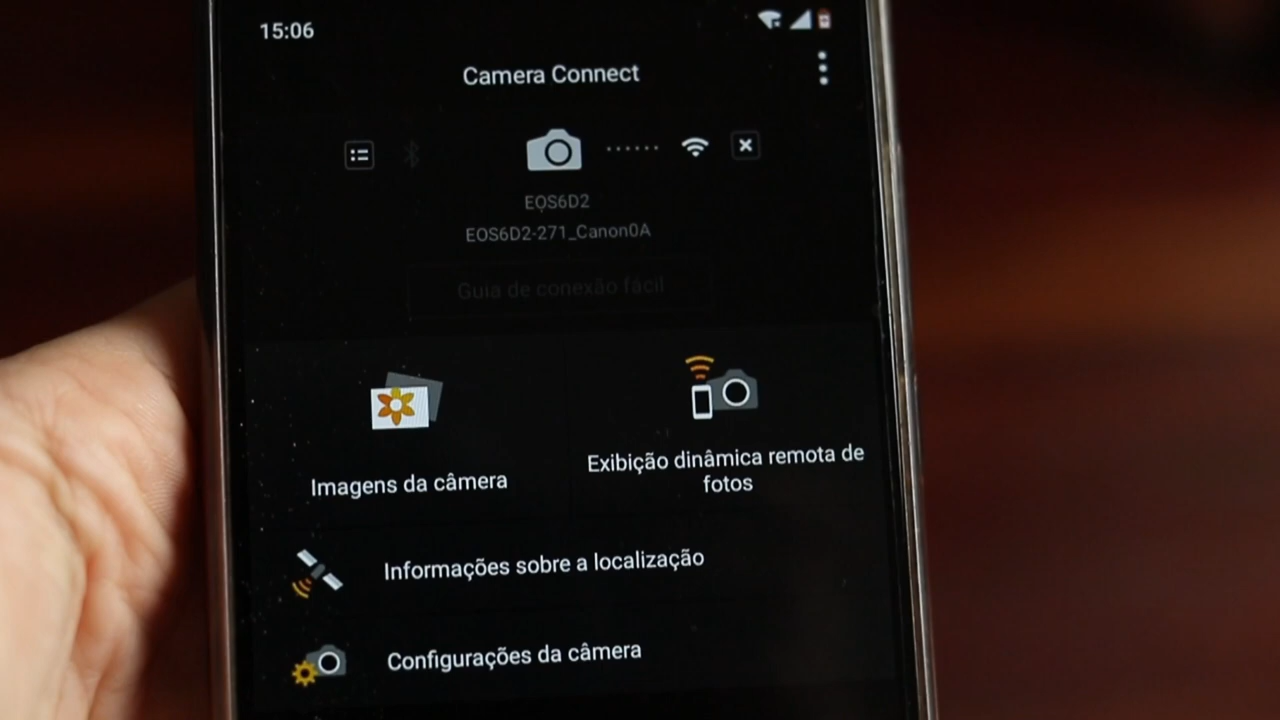 15:06
Camera Connect
EOS6D2
EOS6D2-271_Canon0A
Guia de conexão fácil
Imagens da câmera
Exibição dinâmica remota de
fotos
Informações sobre a localização
Configurações da câmera